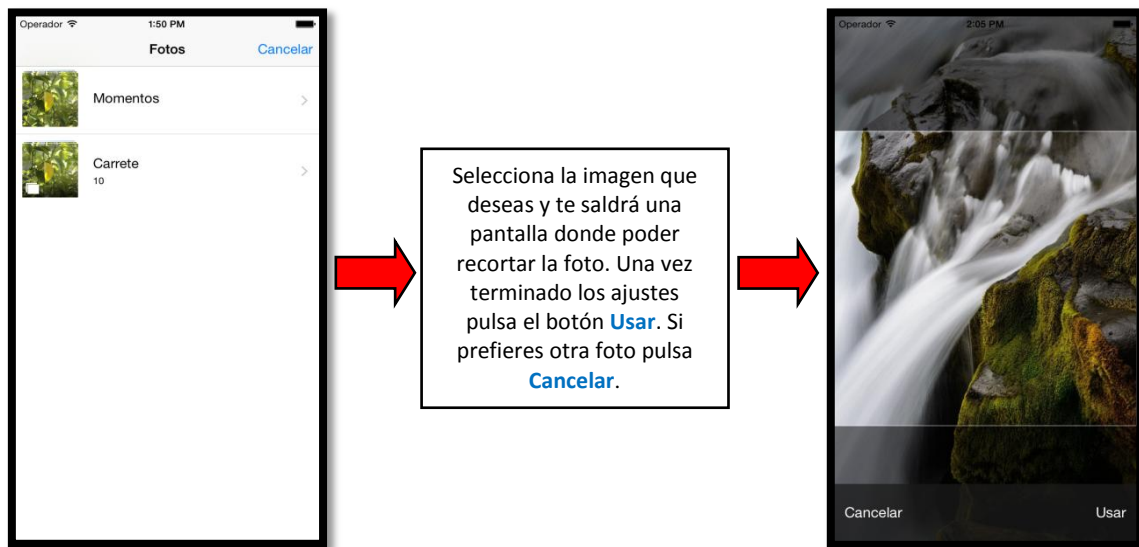 Operador 1:50 PM
Fotos Cancelar
Momentos
Carrete
10
Selecciona la imagen que
deseas y te saldrá una
pantalla donde poder
recortar la foto. Una vez
terminado los ajustes
pulsa el botón Usar. Si
prefieres otra foto pulsa
Cancelar.
Operador 2:05 PM
Cancelar Usar